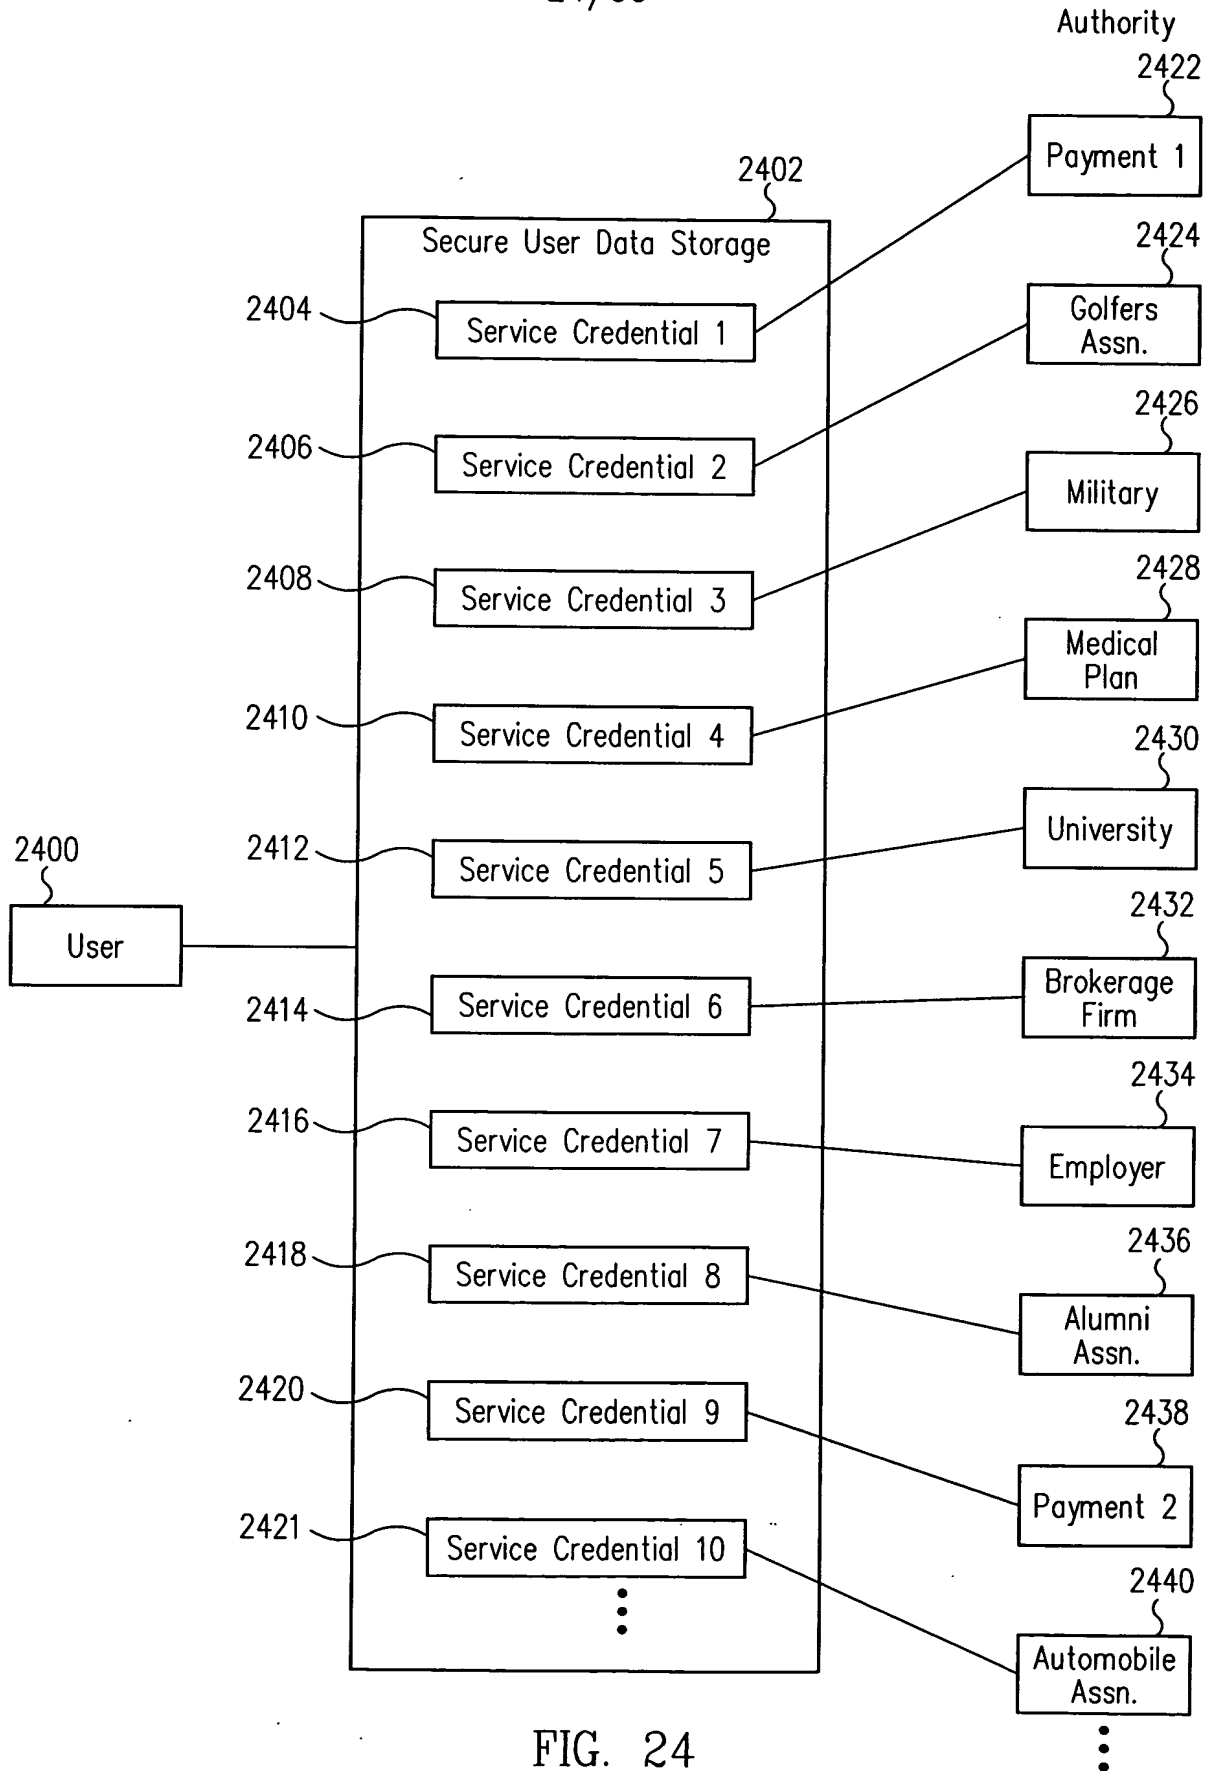 Authority
2422
Payment 1
2402
Secure User Data Storage
2424
Golfers
Assn.
2404
Service Credential 1
2426
Military
2406
Service Credential 2
2428
Medical
Plan
2408
Service Credential 3
2430
University
2410
Service Credential 4
2432
Brokerage
Firm
2412
Service Credential 5
2400
User
2434
Employer
2414
Service Credential 6
2436
Alumni
Assn.
2416
Service Credential 7
2438
Payment 2
2418
Service Credential 8
2440
Automobile
Assn.
2420
Service Credential 9
2421
Service Credential 10
FIG. 24